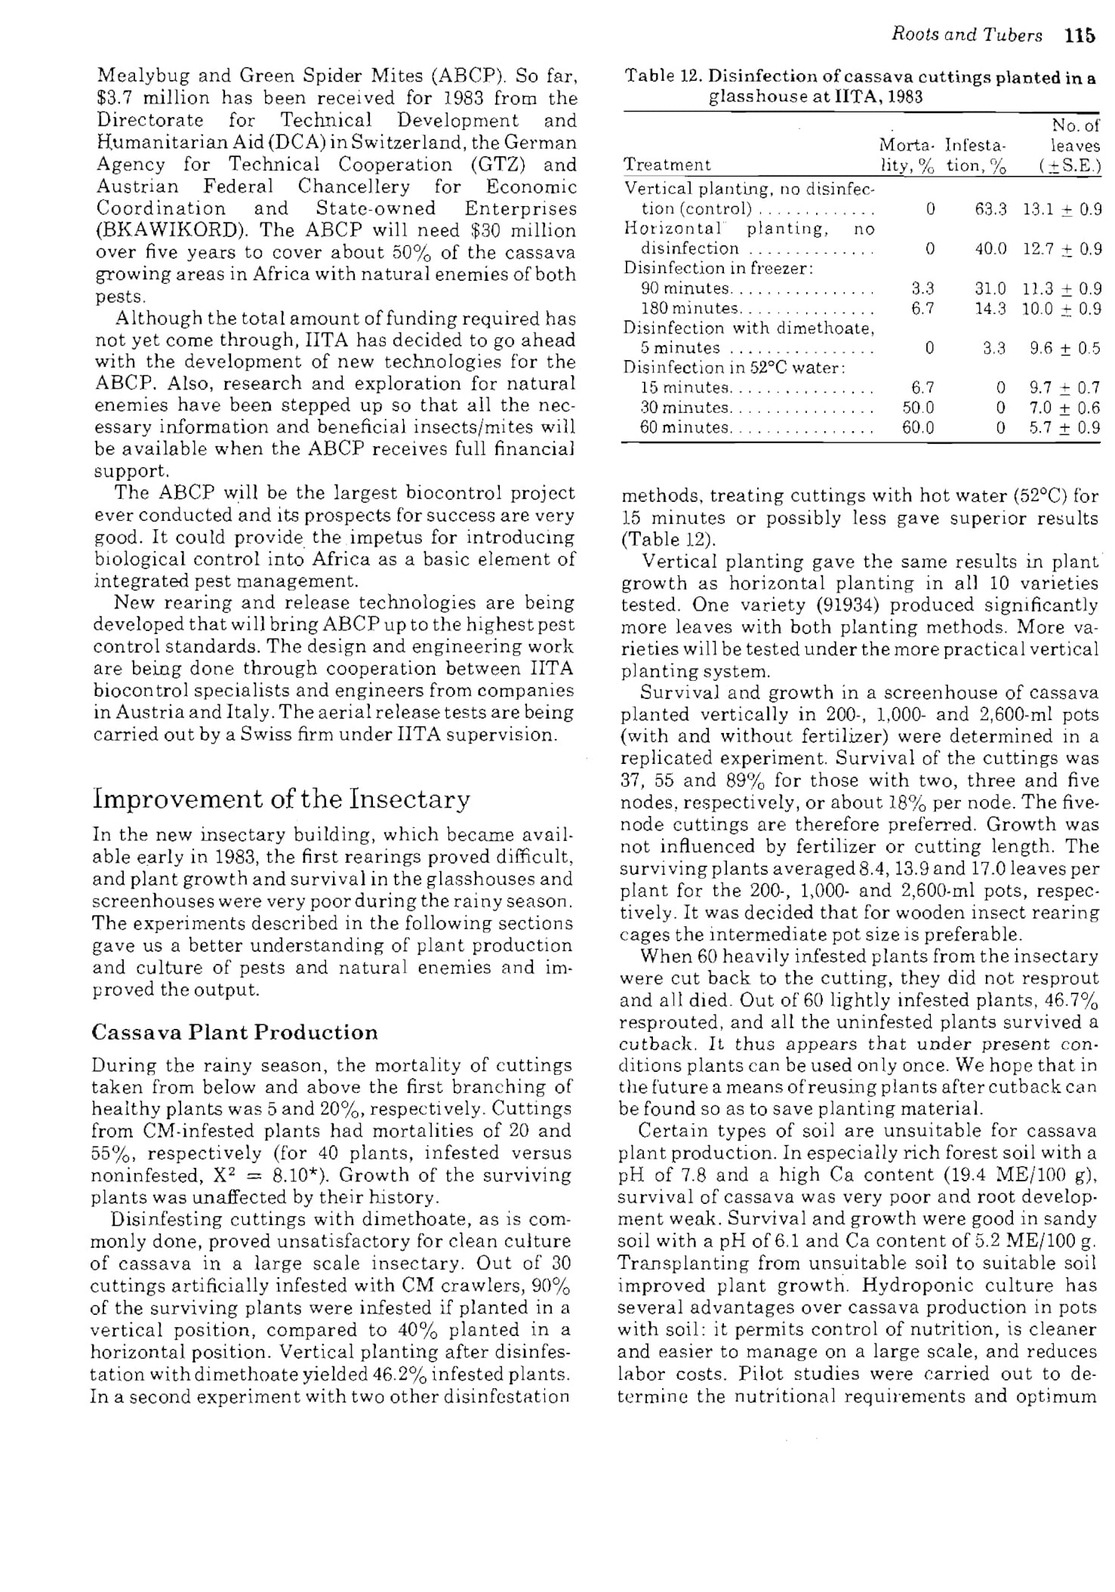 Roots and Tubers 115
Mealybug and Green Spider Mites (ABCP). So far,
$3.7 million has been received for 1983 from the
Directorate for Technical Development and
Humanitarian Aid (DCA) in Switzerland, the German
Agency for Technical Cooperation (GTZ) and
Austrian Federal Chancellery for Economic
Coordination and State-owned Enterprises
(BKAWIKORD). The ABCP will need $30 million
over five years to cover about 50% of the cassava
growing areas in Africa with natural enemies of both
pests.
Although the total amount of funding required has
not yet come through, IITA has decided to go ahead
with the development of new technologies for the
ABCP. Also, research and exploration for natural
enemies have been stepped up so that all the nec-
essary information and beneficial insects/mites will
be available when the ABCP receives full financial
support.
The ABCP will be the largest biocontrol project
ever conducted and its prospects for success are very
good. It could provide the impetus for introducing
biological control into Africa as a basic element of
integrated pest management.
New rearing and release technologies are being
developed that will bring ABCP up to the highest pest
control standards. The design and engineering work
are being done through cooperation between IITA
biocontrol specialists and engineers from companies
in Austria and Italy. The aerial release tests are being
carried out by a Swiss firm under IITA supervision.
Improvement of the Insectary
In the new insectary building, which became avail-
able early in 1983, the first rearings proved difficult,
and plant growth and survival in the glasshouses and
screenhouses were very poor during the rainy season.
The experiments described in the following sections
gave us a better understanding of plant production
and culture of pests and natural enemies and im-
proved the output.
Cassava Plant Production
During the rainy season, the mortality of cuttings
taken from below and above the first branching of
healthy plants was 5 and 20%, respectively. Cuttings
from CM-infested plants had mortalities of 20 and
55%, respectively (for 40 plants, infested versus
noninfested, X² = 8.10*). Growth of the surviving
plants was unaffected by their history.
Disinfesting cuttings with dimethoate, as is com-
monly done, proved unsatisfactory for clean culture
of cassava in a large scale insectary. Out of 30
cuttings artificially infested with CM crawlers, 90%
of the surviving plants were infested if planted in a
vertical position, compared to 40% planted in a
horizontal position. Vertical planting after disinfes-
tation with dimethoate yielded 46.2% infested plants.
In a second experiment with two other disinfestation
Table 12. Disinfection of cassava cuttings planted in a
glasshouse at IITA, 1983
No. of
Morta- Infesta- leaves
Treatment lity, % tion, % (±S.E.)
Vertical planting, no disinfec-
tion (control) . . . . . . . . . . . . . 0 63.3 13.1 ± 0.9
Horizontal planting, no
disinfection . . . . . . . . . . . . . . 0 40.0 12.7 ± 0.9
Disinfection in freezer:
90 minutes. . . . . . . . . . . . . . . . 3.3 31.0 11.3 ± 0.9
180 minutes. . . . . . . . . . . . . . . 6.7 14.3 10.0 ± 0.9
Disinfection with dimethoate,
5 minutes . . . . . . . . . . . . . . . . 0 3.3 9.6 ± 0.5
Disinfection in 52°C water:
15 minutes. . . . . . . . . . . . . . . . 6.7 0 9.7 ± 0.7
30 minutes. . . . . . . . . . . . . . . . 50.0 0 7.0 ± 0.6
60 minutes. . . . . . . . . . . . . . . . 60.0 0 5.7 ± 0.9
methods, treating cuttings with hot water (52°C) for
15 minutes or possibly less gave superior results
(Table 12).
Vertical planting gave the same results in plant
growth as horizontal planting in all 10 varieties
tested. One variety (91934) produced significantly
more leaves with both planting methods. More va-
rieties will be tested under the more practical vertical
planting system.
Survival and growth in a screenhouse of cassava
planted vertically in 200-, 1,000- and 2,600-ml pots
(with and without fertilizer) were determined in a
replicated experiment. Survival of the cuttings was
37, 55 and 89% for those with two, three and five
nodes, respectively, or about 18% per node. The five-
node cuttings are therefore preferred. Growth was
not influenced by fertilizer or cutting length. The
surviving plants averaged 8.4, 13.9 and 17.0 leaves per
plant for the 200-, 1,000- and 2,600-ml pots, respec-
tively. It was decided that for wooden insect rearing
cages the intermediate pot size is preferable.
When 60 heavily infested plants from the insectary
were cut back to the cutting, they did not resprout
and all died. Out of 60 lightly infested plants, 46.7%
resprouted, and all the uninfested plants survived a
cutback. It thus appears that under present con-
ditions plants can be used only once. We hope that in
the future a means of reusing plants after cutback can
be found so as to save planting material.
Certain types of soil are unsuitable for cassava
plant production. In especially rich forest soil with a
pH of 7.8 and a high Ca content (19.4 ME/100 g),
survival of cassava was very poor and root develop-
ment weak. Survival and growth were good in sandy
soil with a pH of 6.1 and Ca content of 5.2 ME/100 g.
Transplanting from unsuitable soil to suitable soil
improved plant growth. Hydroponic culture has
several advantages over cassava production in pots
with soil: it permits control of nutrition, is cleaner
and easier to manage on a large scale, and reduces
labor costs. Pilot studies were carried out to de-
termine the nutritional requirements and optimum